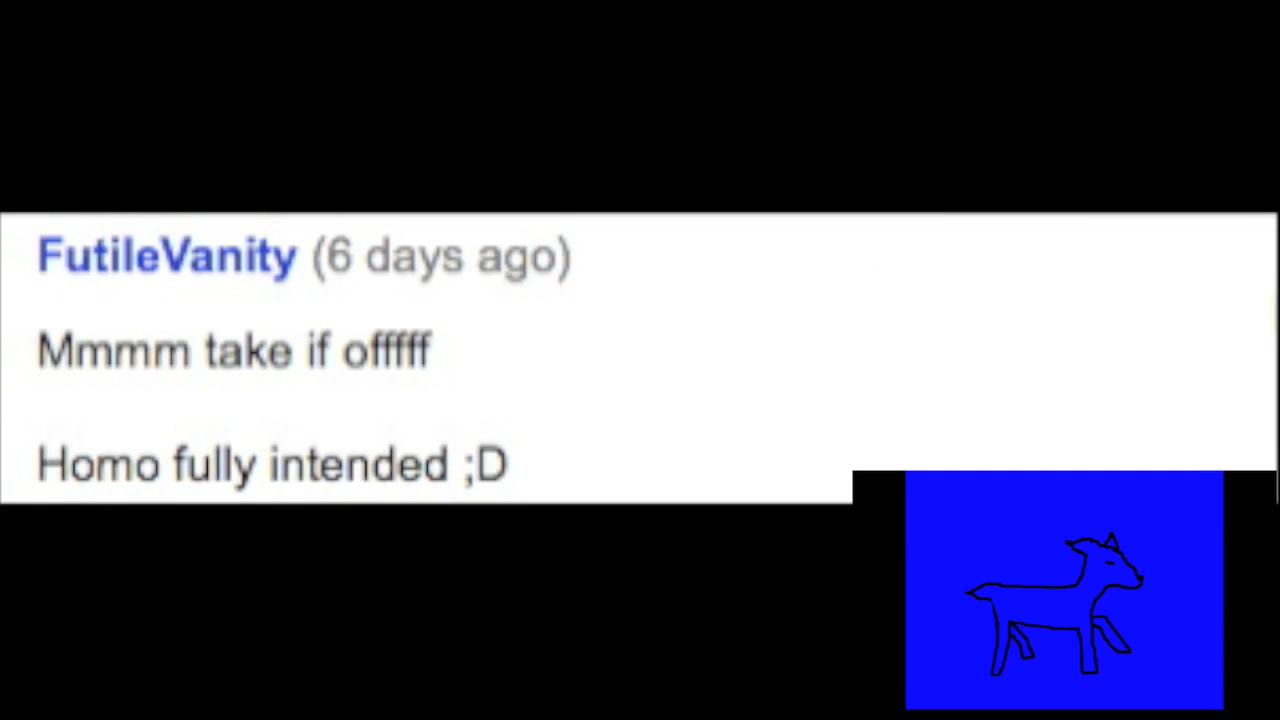 FutileVanity (6 days ago)
Mmmm take if offfff
Homo fully intended ;D